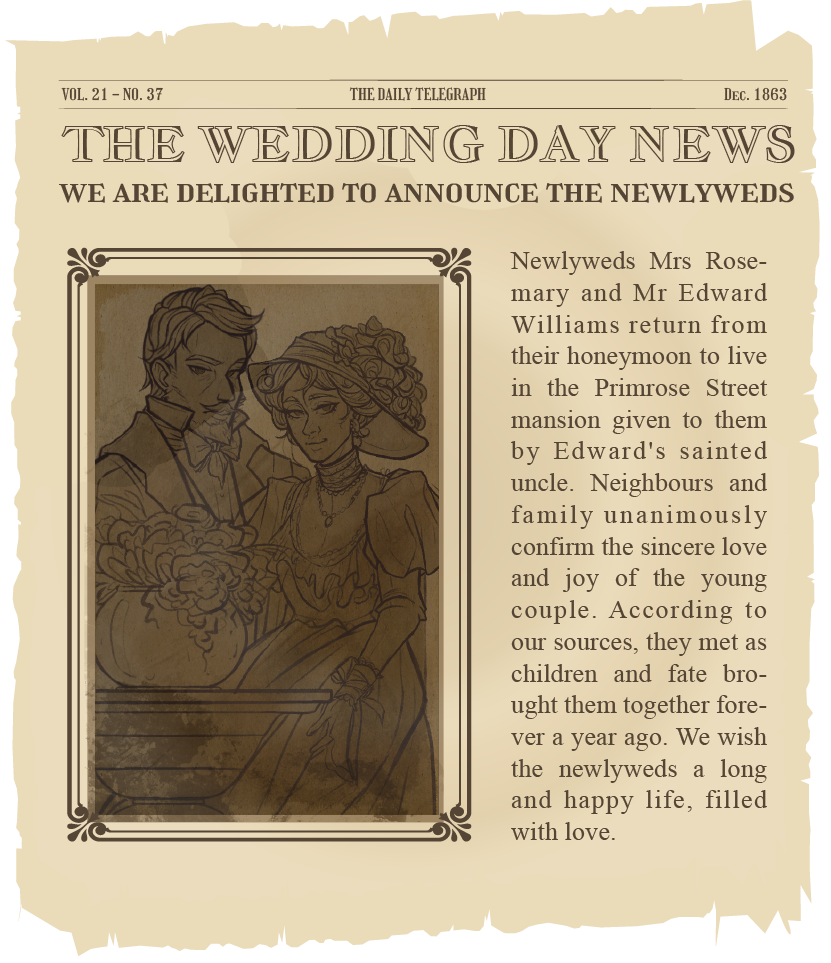 VOL. 21 – NO. 37 THE DAILY TELEGRAPH DEC. 1863
THE WEDDING DAY NEWS
WE ARE DELIGHTED TO ANNOUNCE THE NEWLYWEDS
Newlyweds Mrs Rose-
mary and Mr Edward
Williams return from
their honeymoon to live
in the Primrose Street
mansion given to them
by Edward's sainted
uncle. Neighbours and
family unanimously
confirm the sincere love
and joy of the young
couple. According to
our sources, they met as
children and fate bro-
ught them together fore-
ver a year ago. We wish
the newlyweds a long
and happy life, filled
with love.